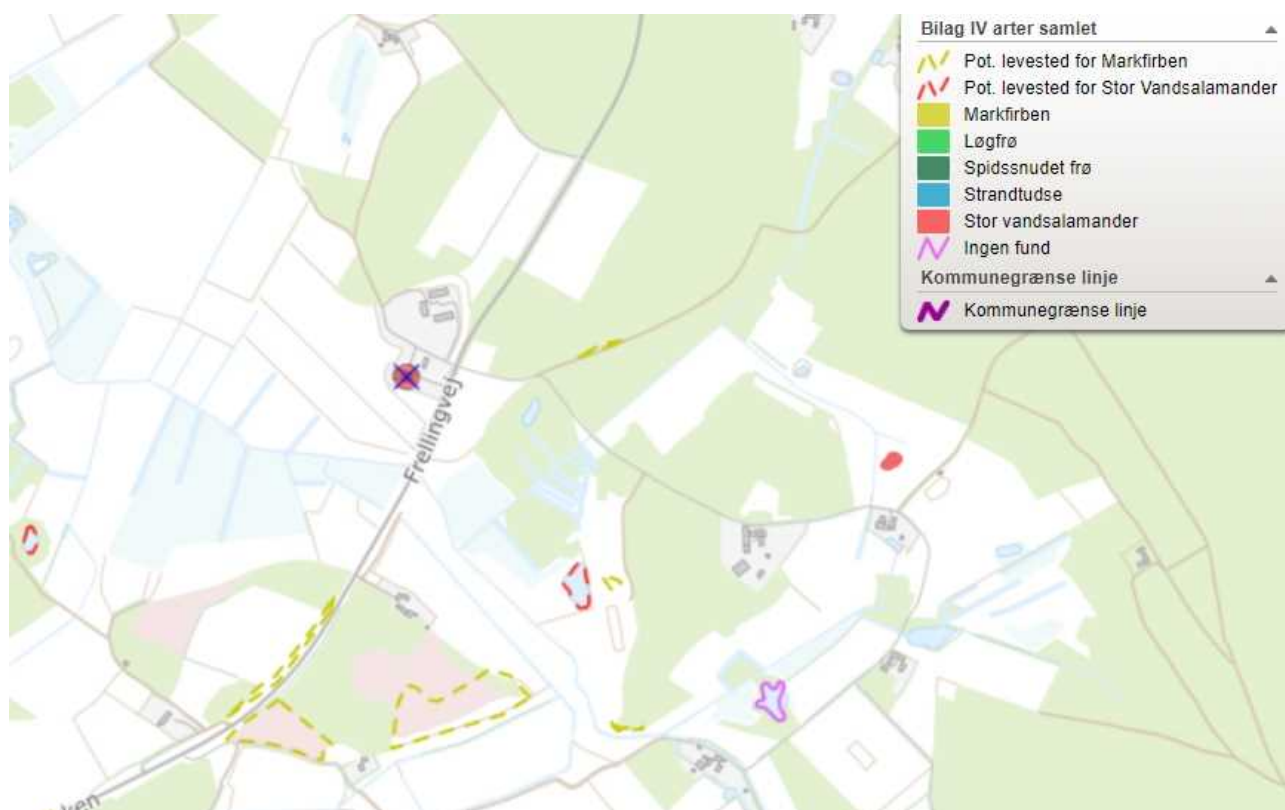 Bilag IV arter samlet
Pot. levested for Markfirben
Pot. levested for Stor Vandsalamander
Markfirben
Løgfrø
Spidssnudet frø
Strandtudse
Stor vandsalamander
Ingen fund
Kommunegrænse linje
Kommunegrænse linje
Frellingvej
ken